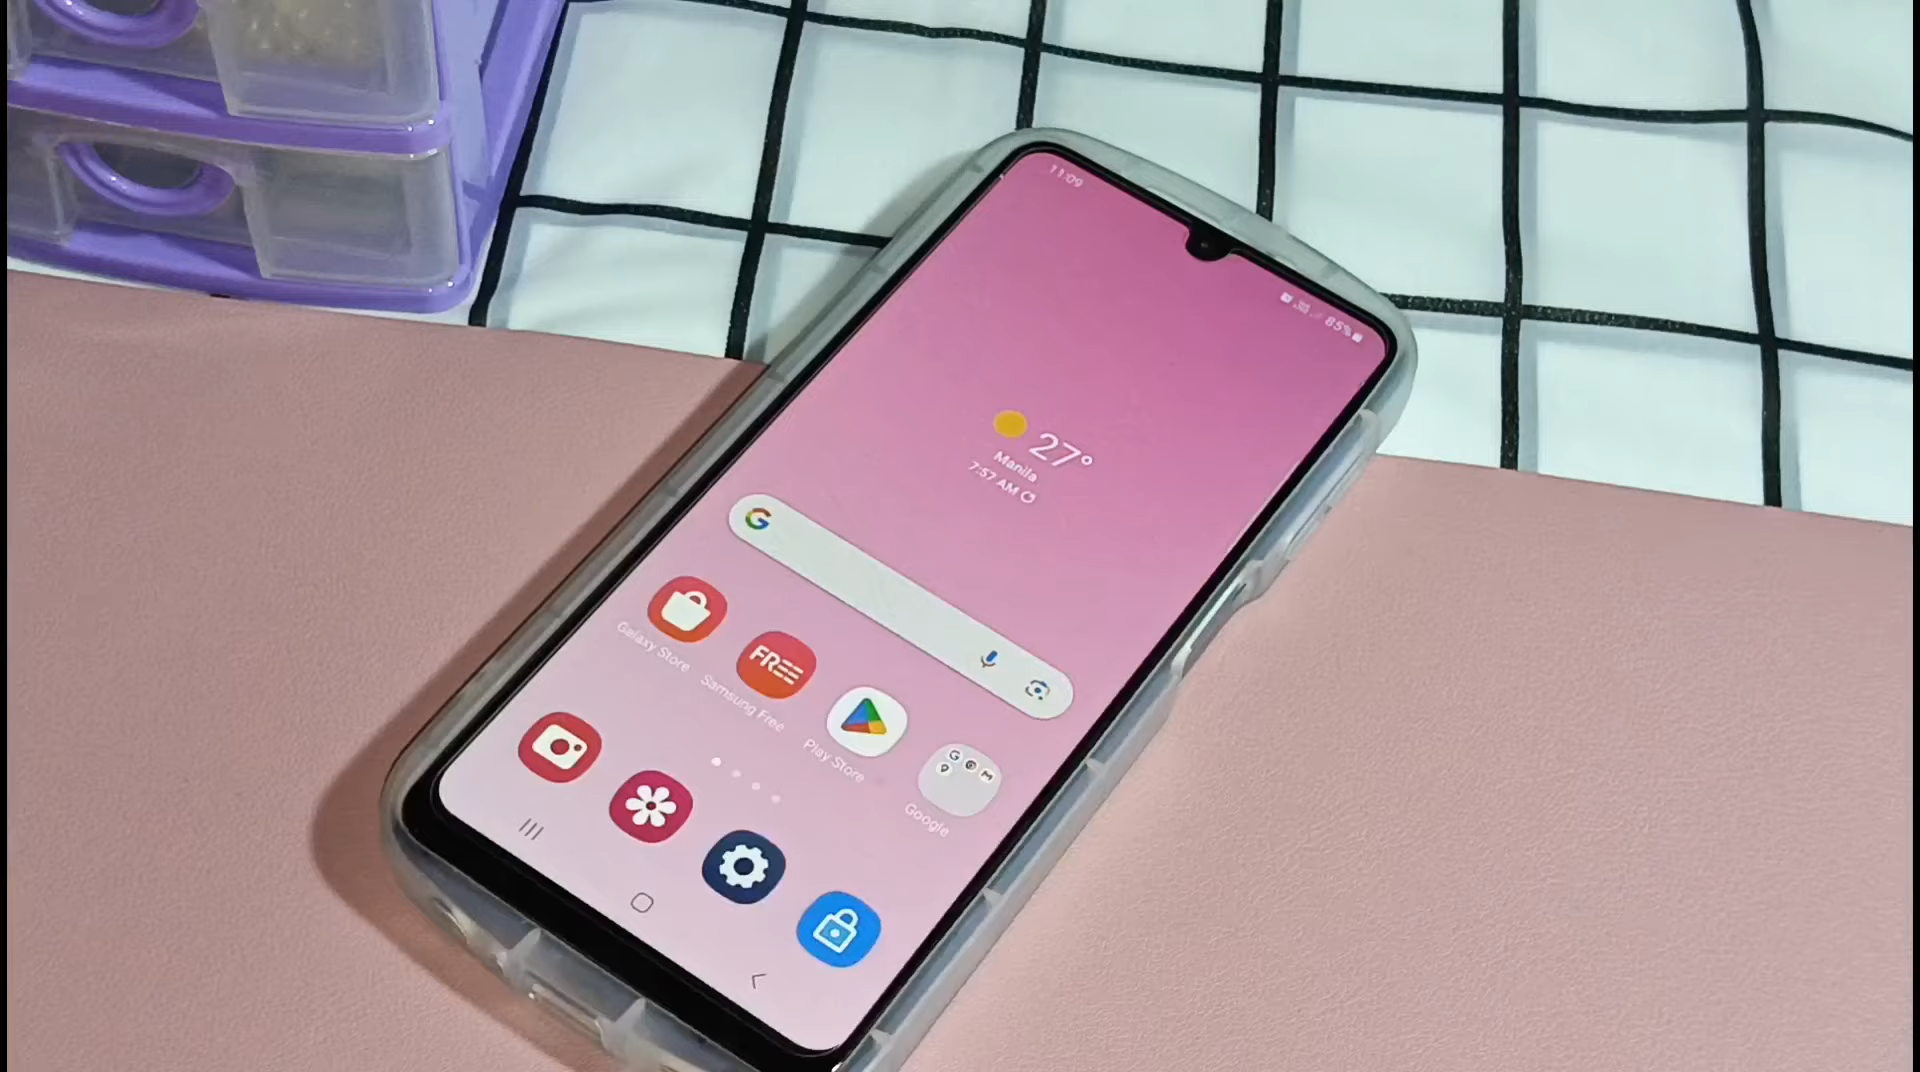 11:09
85%
27°
Manila
7:57 AM
G
Galaxy Store
FREE
Samsung Free
Play Store
Google